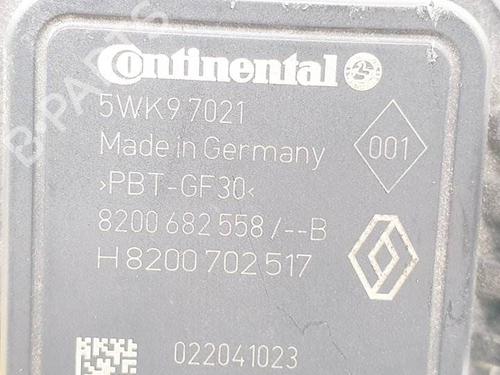 Continental
5WK9 7021
Made in Germany
001
>PBT-GF30<
8200 682 558 /--B
H 8200 702 517
022041023
B-PARTS